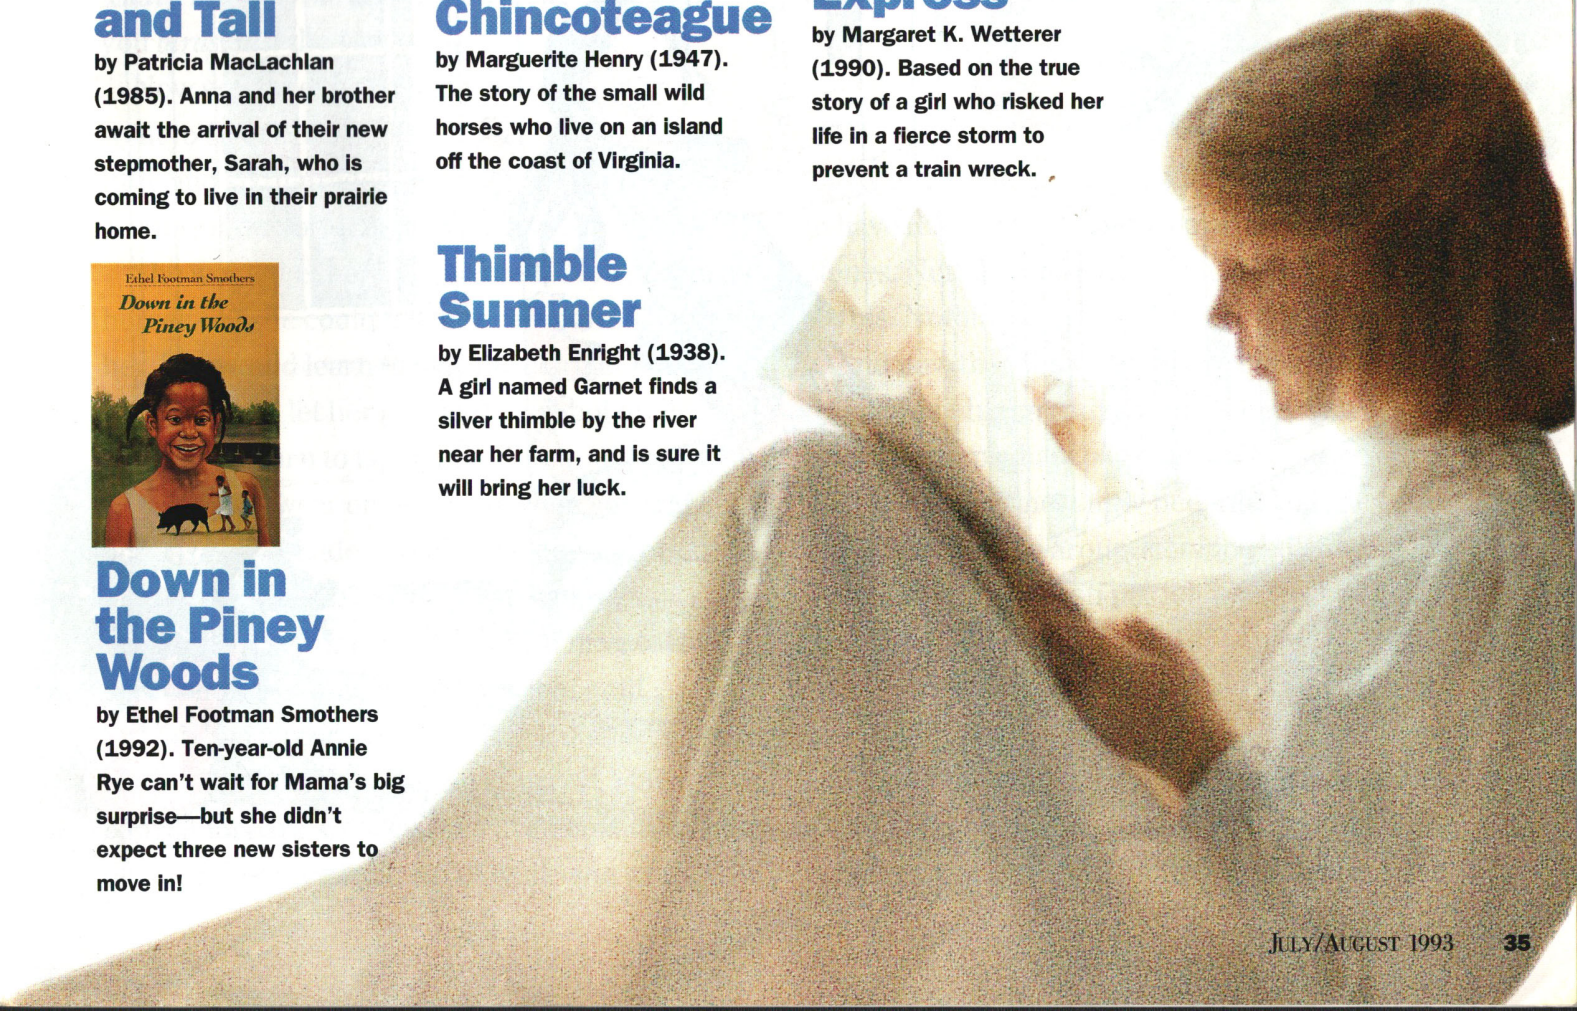 and Tall
by Patricia MacLachlan
(1985). Anna and her brother
await the arrival of their new
stepmother, Sarah, who is
coming to live in their prairie
home.
Ethel Footman Smothers
Down in the
Piney Woods
Down in
the Piney
Woods
by Ethel Footman Smothers
(1992). Ten-year-old Annie
Rye can't wait for Mama's big
surprise—but she didn't
expect three new sisters to
move in!
Chincoteague
by Marguerite Henry (1947).
The story of the small wild
horses who live on an island
off the coast of Virginia.
Thimble
Summer
by Elizabeth Enright (1938).
A girl named Garnet finds a
silver thimble by the river
near her farm, and is sure it
will bring her luck.
Express
by Margaret K. Wetterer
(1990). Based on the true
story of a girl who risked her
life in a fierce storm to
prevent a train wreck.
July/August 1993 35